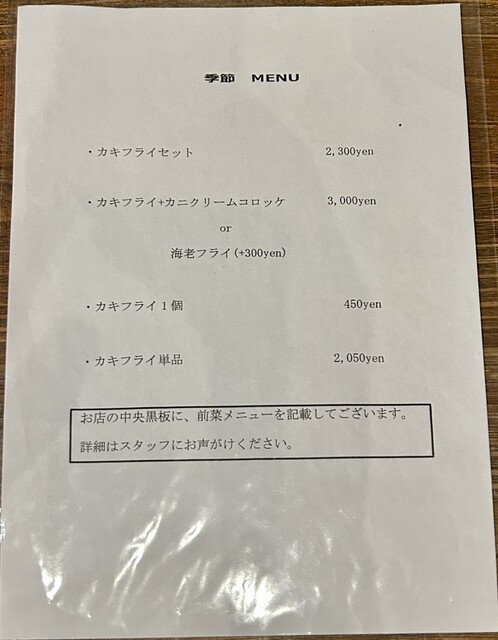 季節 MENU
・カキフライセット 2,300yen
・カキフライ+カニクリームコロッケ 3,000yen
or
海老フライ(+300yen)
・カキフライ1個 450yen
・カキフライ単品 2,050yen
お店の中央黒板に、前菜メニューを記載してございます。
詳細はスタッフにお声がけください。